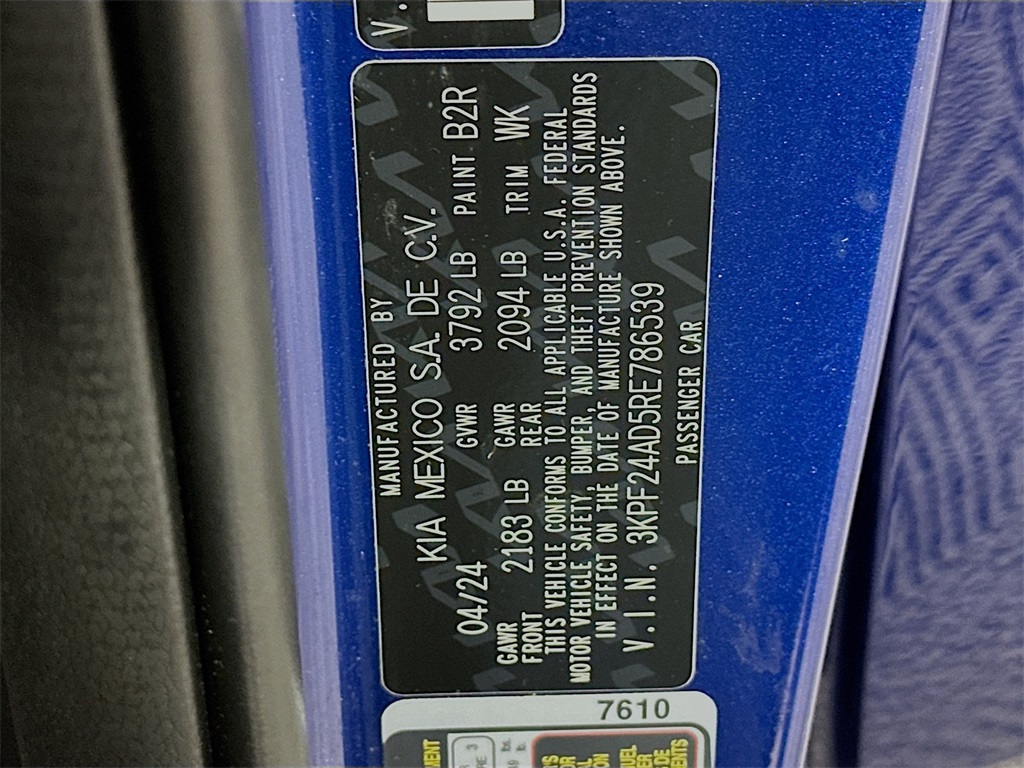 V.
MANUFACTURED BY
KIA MEXICO S.A. DE C.V.
04/24 GVWR 3792 LB PAINT B2R
GAWR FRONT 2183 LB GAWR REAR 2094 LB TRIM WK
THIS VEHICLE CONFORMS TO ALL APPLICABLE U.S.A. FEDERAL
MOTOR VEHICLE SAFETY, BUMPER, AND THEFT PREVENTION STANDARDS
IN EFFECT ON THE DATE OF MANUFACTURE SHOWN ABOVE.
V.I.N. 3KPF24AD5RE786539
PASSENGER CAR
7610